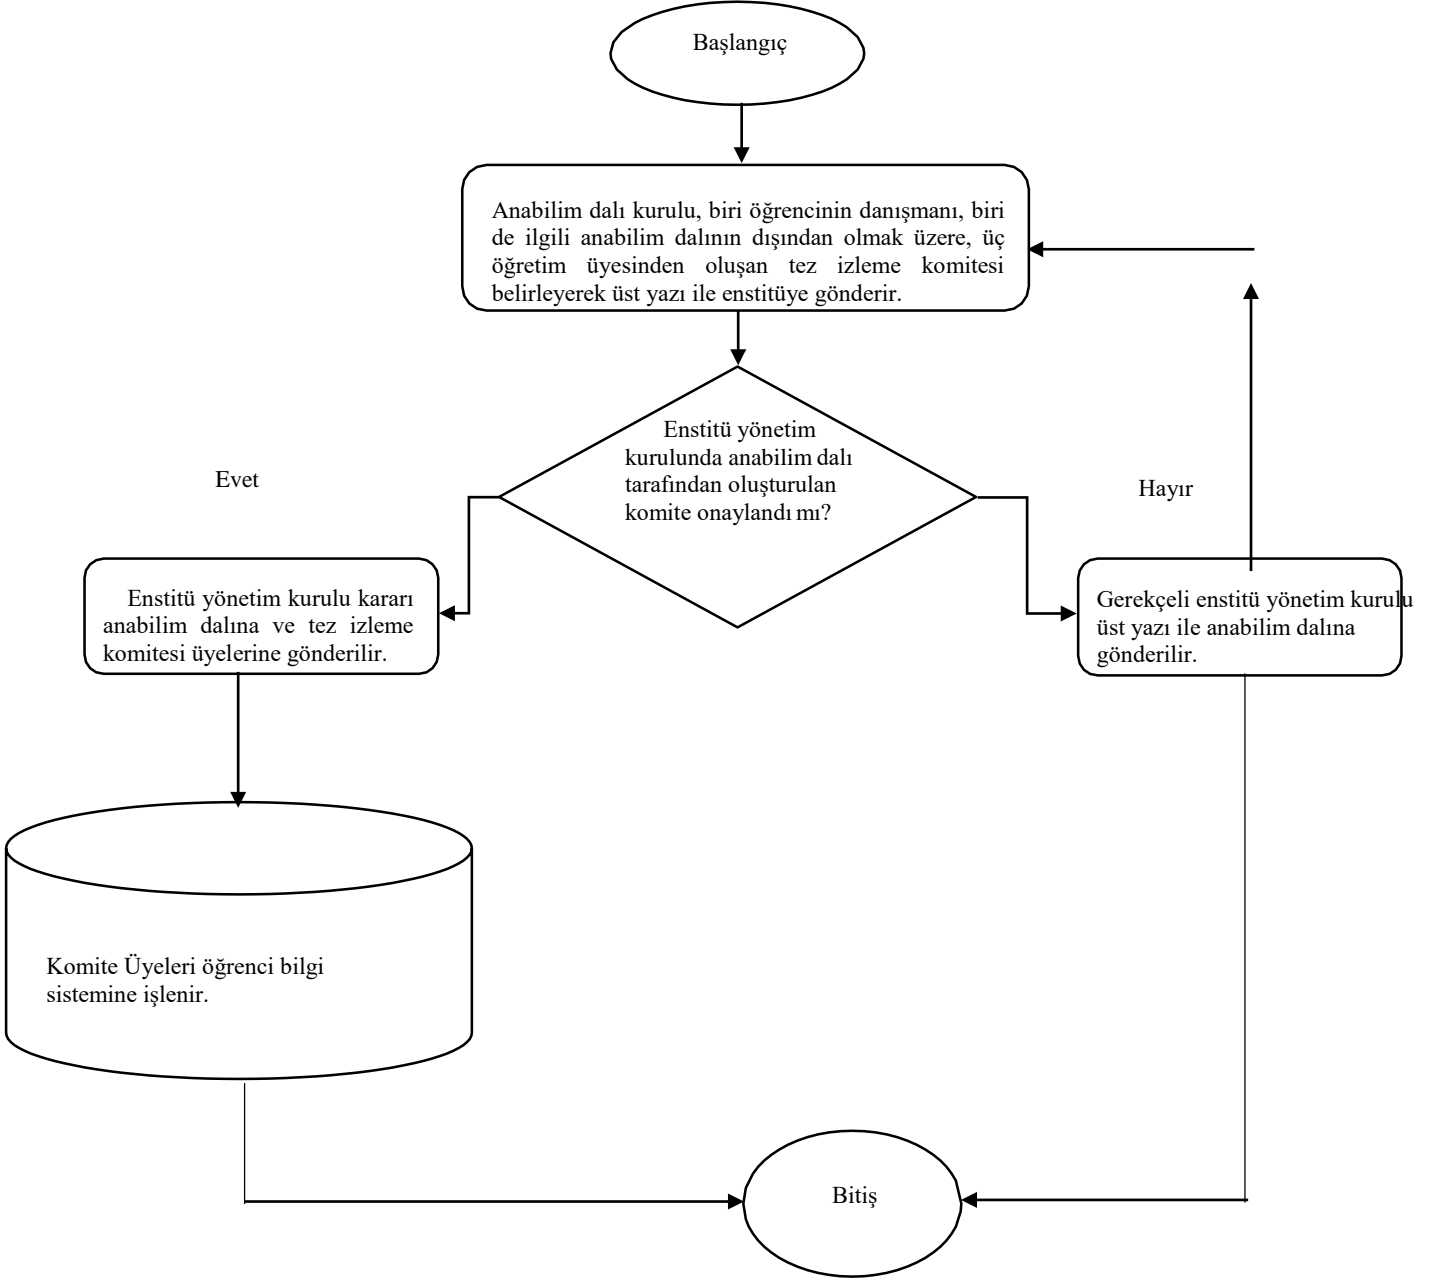 Başlangıç
Anabilim dalı kurulu, biri öğrencinin danışmanı, biri
de ilgili anabilim dalının dışından olmak üzere, üç
öğretim üyesinden oluşan tez izleme komitesi
belirleyerek üst yazı ile enstitüye gönderir.
Enstitü yönetim
kurulunda anabilim dalı
tarafından oluşturulan
komite onaylandı mı?
Evet
Hayır
Enstitü yönetim kurulu kararı
anabilim dalına ve tez izleme
komitesi üyelerine gönderilir.
Gerekçeli enstitü yönetim kurulu
üst yazı ile anabilim dalına
gönderilir.
Komite Üyeleri öğrenci bilgi
sistemine işlenir.
Bitiş